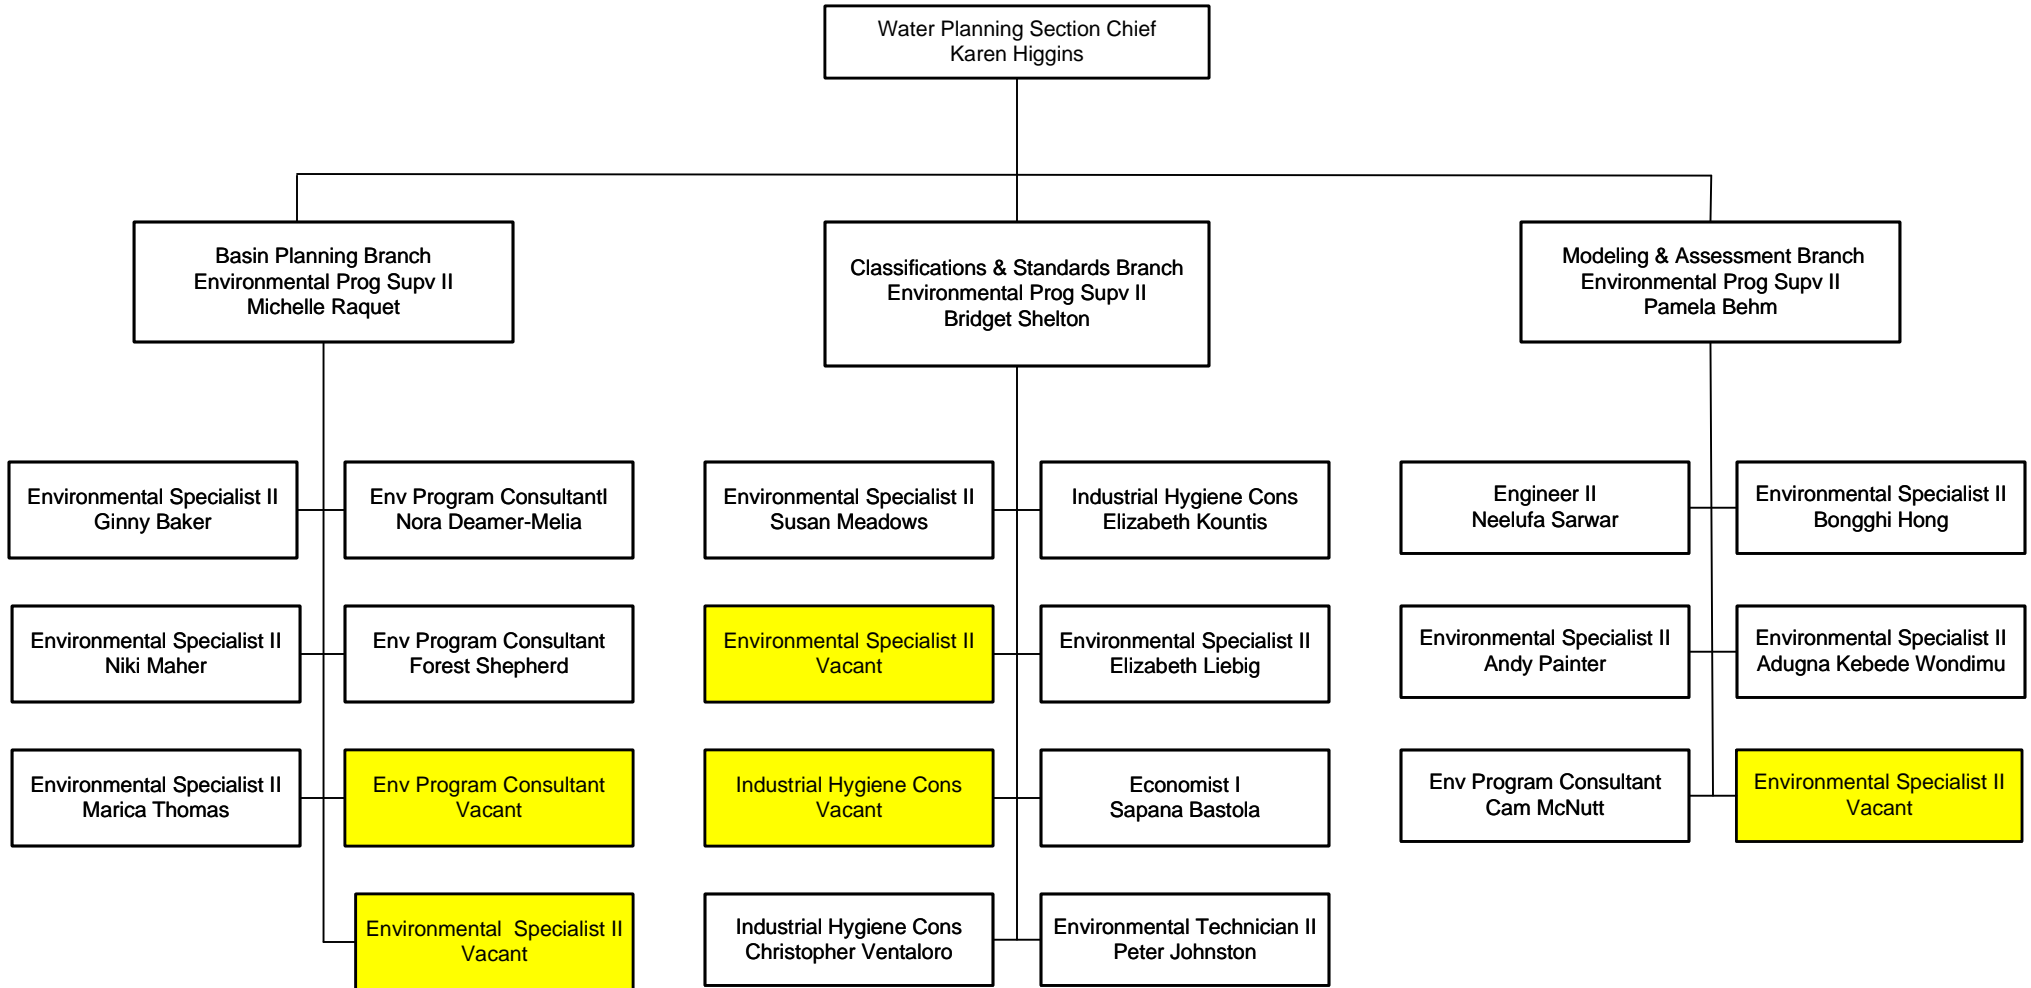 Water Planning Section Chief
Karen Higgins
Basin Planning Branch
Environmental Prog Supv II
Michelle Raquet
Classifications & Standards Branch
Environmental Prog Supv II
Bridget Shelton
Modeling & Assessment Branch
Environmental Prog Supv II
Pamela Behm
Environmental Specialist II
Ginny Baker
Env Program ConsultantI
Nora Deamer-Melia
Environmental Specialist II
Niki Maher
Env Program Consultant
Forest Shepherd
Environmental Specialist II
Marica Thomas
Env Program Consultant
Vacant
Environmental  Specialist II
Vacant
Environmental Specialist II
Susan Meadows
Industrial Hygiene Cons
Elizabeth Kountis
Environmental Specialist II
Vacant
Environmental Specialist II
Elizabeth Liebig
Industrial Hygiene Cons
Vacant
Economist I
Sapana Bastola
Industrial Hygiene Cons
Christopher Ventaloro
Environmental Technician II
Peter Johnston
Engineer II
Neelufa Sarwar
Environmental Specialist II
Bongghi Hong
Environmental Specialist II
Andy Painter
Environmental Specialist II
Adugna Kebede Wondimu
Env Program Consultant
Cam McNutt
Environmental Specialist II
Vacant